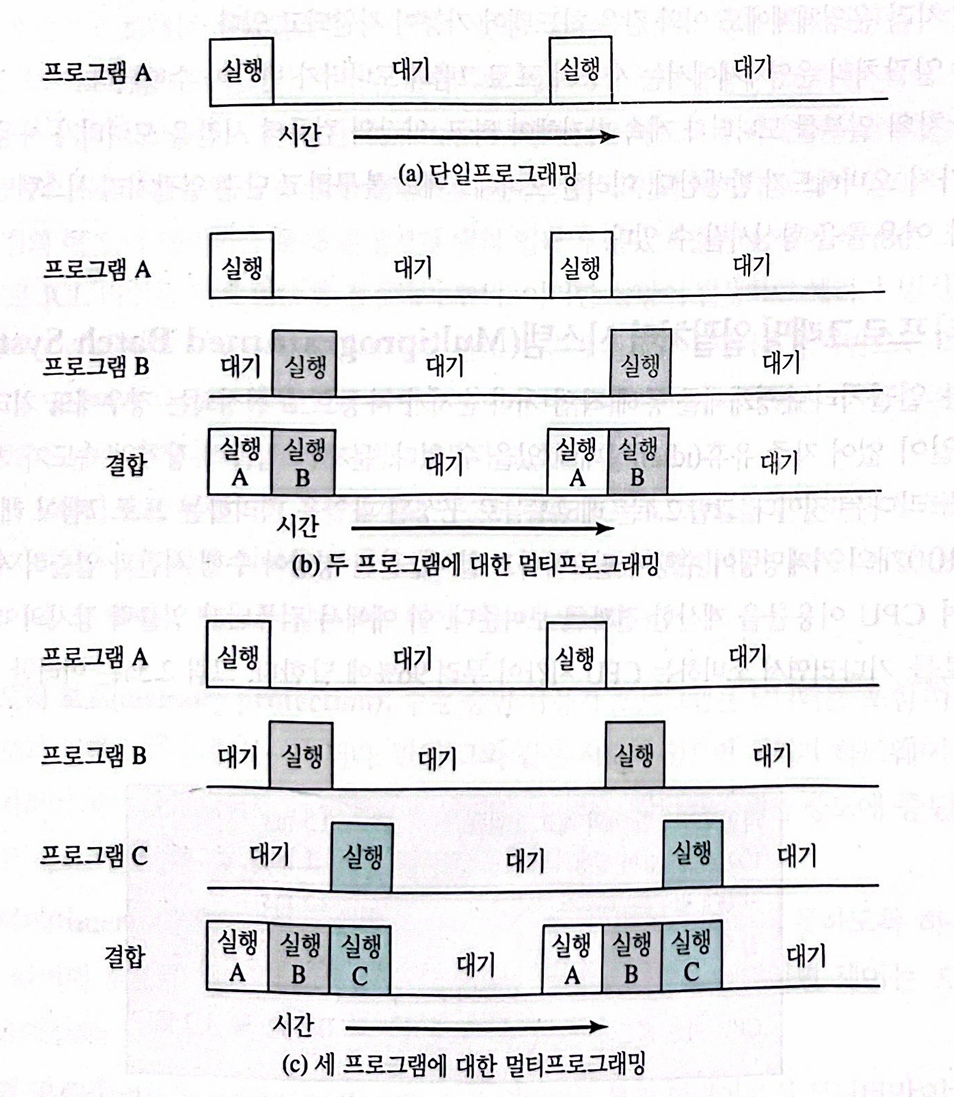 프로그램 A 실행 대기 실행 대기
시간
(a) 단일프로그래밍
프로그램 A 실행 대기 실행 대기
프로그램 B 대기 실행 대기 실행 대기
결합 실행 A 실행 B 대기 실행 A 실행 B 대기
시간
(b) 두 프로그램에 대한 멀티프로그래밍
프로그램 A 실행 대기 실행 대기
프로그램 B 대기 실행 대기 실행 대기
프로그램 C 대기 실행 대기 실행 대기
결합 실행 A 실행 B 실행 C 대기 실행 A 실행 B 실행 C 대기
시간
(c) 세 프로그램에 대한 멀티프로그래밍